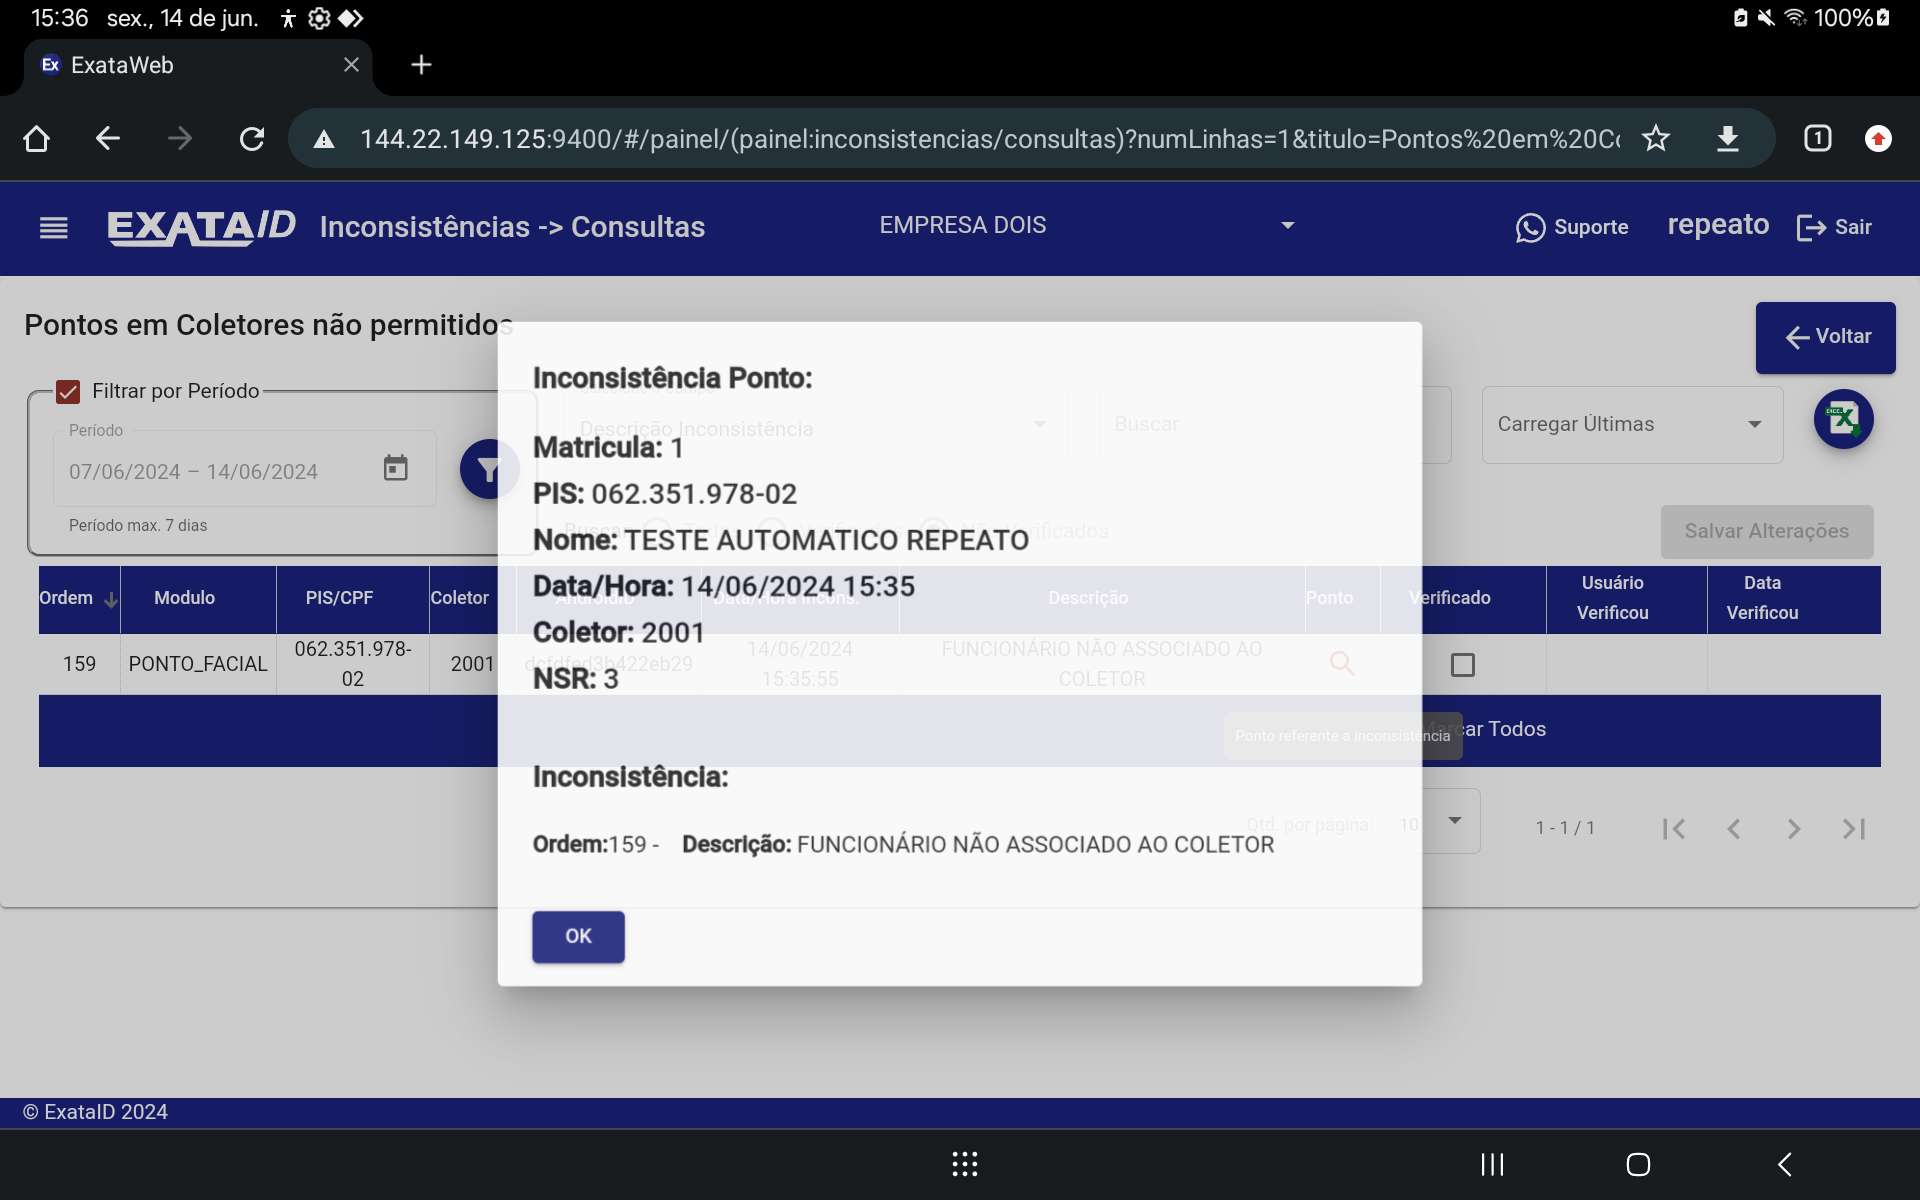 15:36 sex., 14 de jun. 100%
Ex ExataWeb
144.22.149.125:9400/#/painel/(painel:inconsistencias/consultas)?numLinhas=1&titulo=Pontos%20em%20Co
1
EXATAID Inconsistências -> Consultas EMPRESA DOIS Suporte repeato Sair
Pontos em Coletores não permitidos
Voltar
Filtrar por Período
Período
07/06/2024 – 14/06/2024
Período max. 7 dias
Descrição Inconsistência
Buscar
Carregar Últimas
Salvar Alterações
Ordem Modulo PIS/CPF Coletor AndroidID Data/Hora Incons. Descrição Ponto Verificado Usuário Verificou Data Verificou
159 PONTO_FACIAL 062.351.978-02 2001 dcfdfed3b422eb29 14/06/2024 15:35:55 FUNCIONÁRIO NÃO ASSOCIADO AO COLETOR
Marcar Todos
Ponto referente a inconsistência
Qtd. por página 10 1 - 1 / 1
Inconsistência Ponto:
Matricula: 1
PIS: 062.351.978-02
Nome: TESTE AUTOMATICO REPEATO
Data/Hora: 14/06/2024 15:35
Coletor: 2001
NSR: 3
Inconsistência:
Ordem:159 - Descrição: FUNCIONÁRIO NÃO ASSOCIADO AO COLETOR
OK
© ExataID 2024